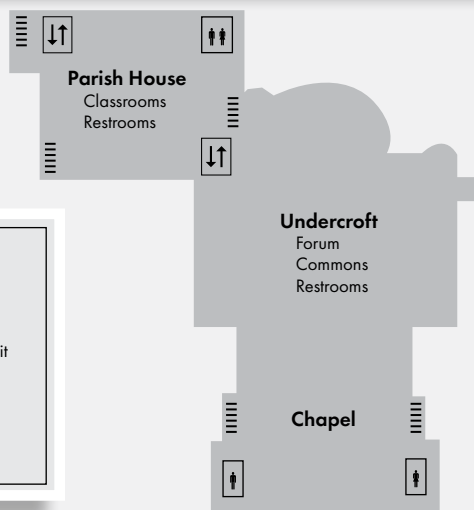 Parish House
Classrooms
Restrooms
Undercroft
Forum
Commons
Restrooms
it
Chapel